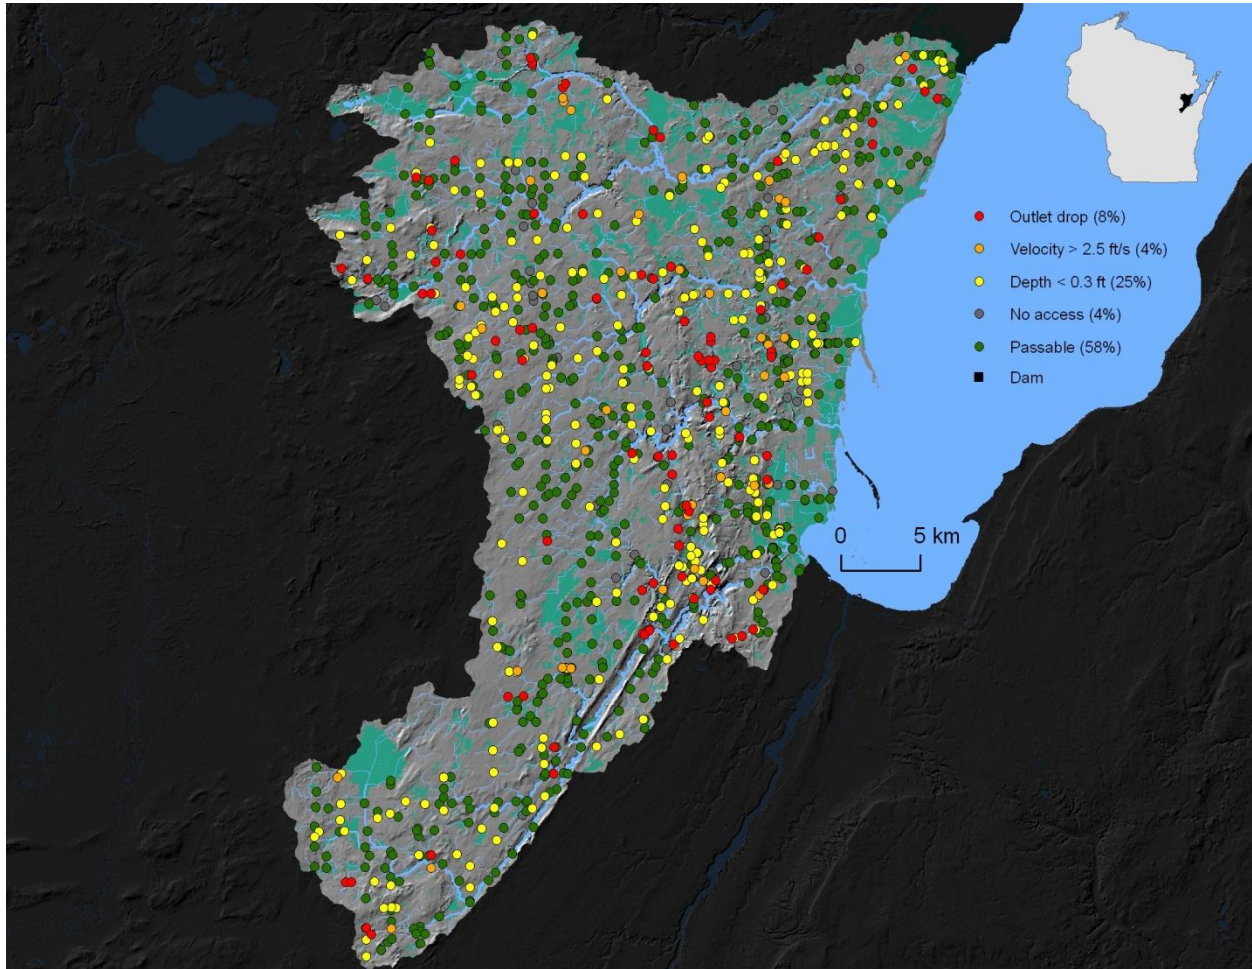 Outlet drop (8%)
Velocity > 2.5 ft/s (4%)
Depth < 0.3 ft (25%)
No access (4%)
Passable (58%)
Dam
0 5 km